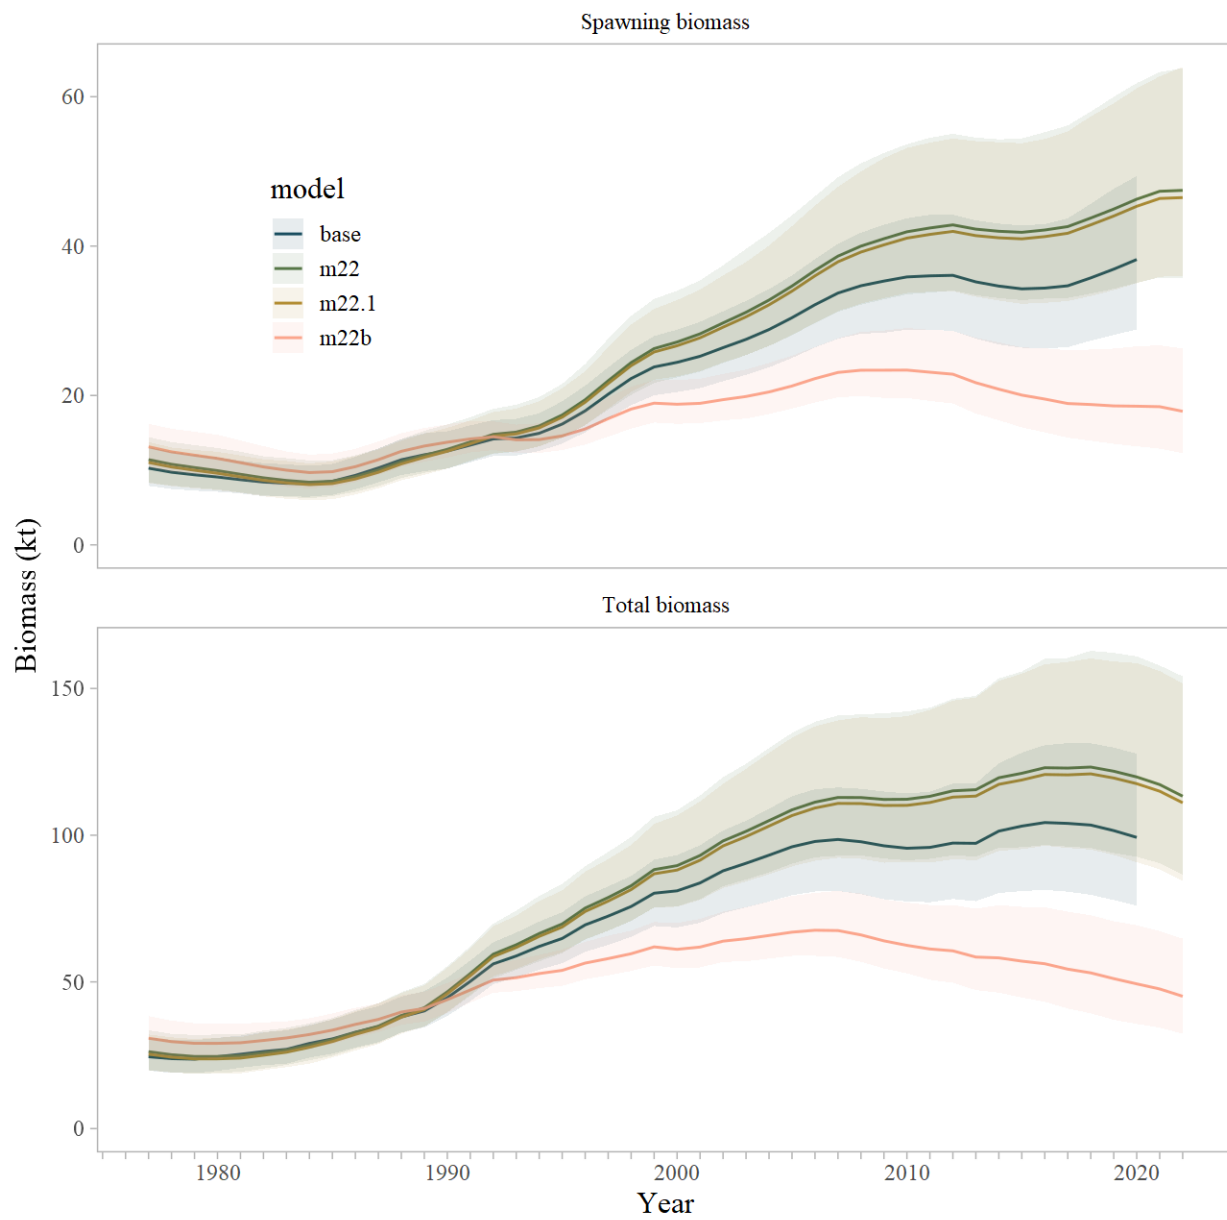 Spawning biomass
60
40
20
0
model
base
m22
m22.1
m22b
Biomass (kt)
Total biomass
150
100
50
0
1980 1990 2000 2010 2020
Year